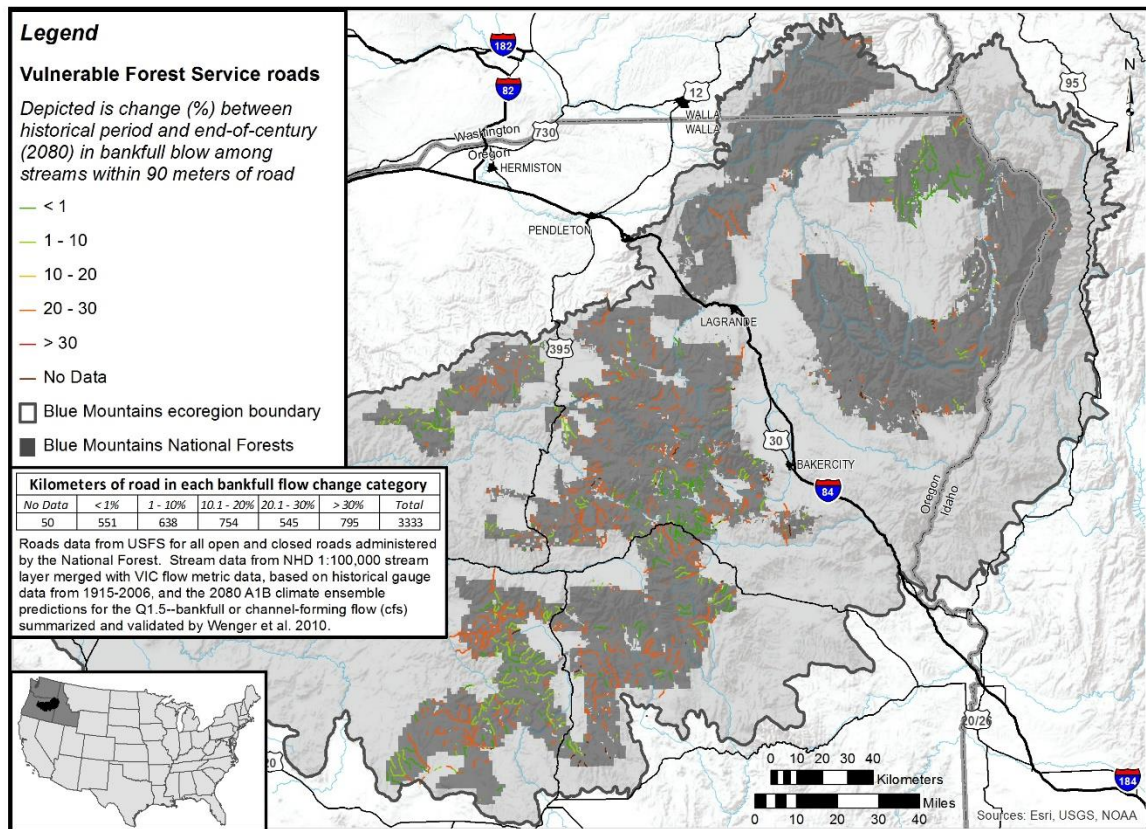 Legend
Vulnerable Forest Service roads
Depicted is change (%) between
historical period and end-of-century
(2080) in bankfull blow among
streams within 90 meters of road
< 1
1 - 10
10 - 20
20 - 30
> 30
No Data
Blue Mountains ecoregion boundary
Blue Mountains National Forests
Kilometers of road in each bankfull flow change category
No Data < 1% 1 - 10% 10.1 - 20% 20.1 - 30% > 30% Total
50 551 638 754 545 795 3333
Roads data from USFS for all open and closed roads administered
by the National Forest. Stream data from NHD 1:100,000 stream
layer merged with VIC flow metric data, based on historical gauge
data from 1915-2006, and the 2080 A1B climate ensemble
predictions for the Q1.5--bankfull or channel-forming flow (cfs)
summarized and validated by Wenger et al. 2010.
182
82
12
95
N
WALLA
WALLA
Washington
730
Oregon
HERMISTON
PENDLETON
LAGRANDE
395
30
BAKERCITY
84
Oregon
Idaho
20/26
20
184
0 5 10 20 30 40
Kilometers
0 5 10 20 30 40
Miles
Sources: Esri, USGS, NOAA